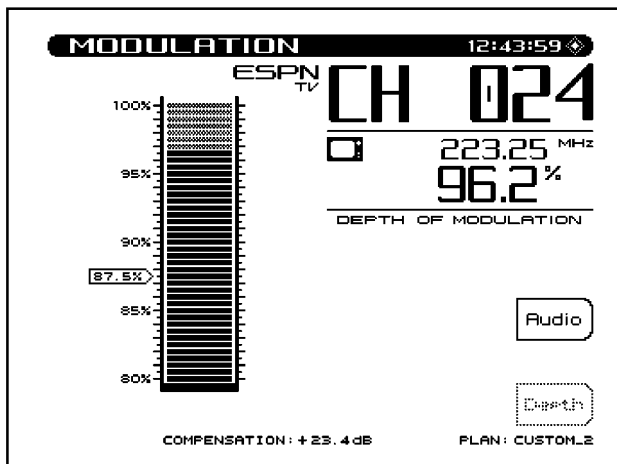 MODULATION 12:43:59
ESPN
TV
CH 024
223.25 MHz
96.2%
DEPTH OF MODULATION
100%
95%
90%
87.5%
85%
80%
Audio
Depth
COMPENSATION:+23.4dB PLAN: CUSTOM_2